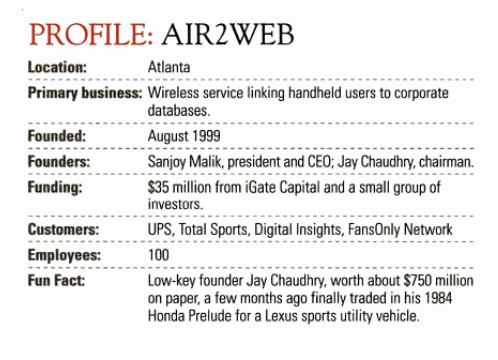 PROFILE: AIR2WEB
Location: Atlanta
Primary business: Wireless service linking handheld users to corporate
databases.
Founded: August 1999
Founders: Sanjoy Malik, president and CEO; Jay Chaudhry, chairman.
Funding: $35 million from iGate Capital and a small group of
investors.
Customers: UPS, Total Sports, Digital Insights, FansOnly Network
Employees: 100
Fun Fact: Low-key founder Jay Chaudhry, worth about $750 million
on paper, a few months ago finally traded in his 1984
Honda Prelude for a Lexus sports utility vehicle.